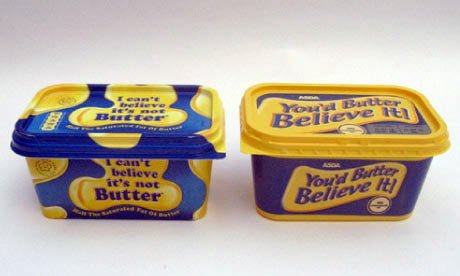 I can't
believe
it's not
Butter
Half The Saturated Fat Of Butter
I can't
believe
it's not
Butter
Half The Saturated Fat Of Butter
ASDA
You'd Butter
Believe It!
ASDA
You'd Butter
Believe It!